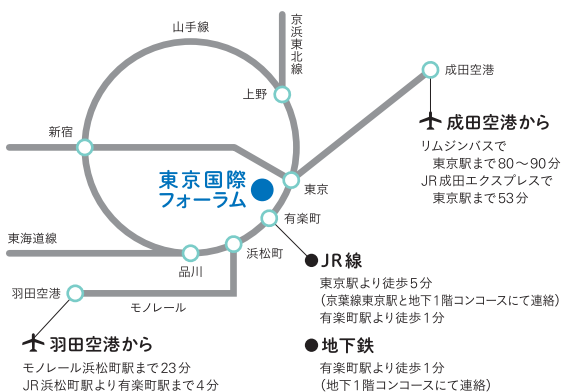 山手線
京浜東北線
上野
成田空港
新宿
成田空港から
リムジンバスで
東京駅まで80〜90分
JR成田エクスプレスで
東京駅まで53分
東京国際
フォーラム
東京
有楽町
東海道線
浜松町
品川
JR線
東京駅より徒歩5分
(京葉線東京駅と地下1階コンコースにて連絡)
有楽町駅より徒歩1分
羽田空港
モノレール
羽田空港から
モノレール浜松町駅まで23分
JR浜松町駅より有楽町駅まで4分
地下鉄
有楽町駅より徒歩1分
(地下1階コンコースにて連絡)